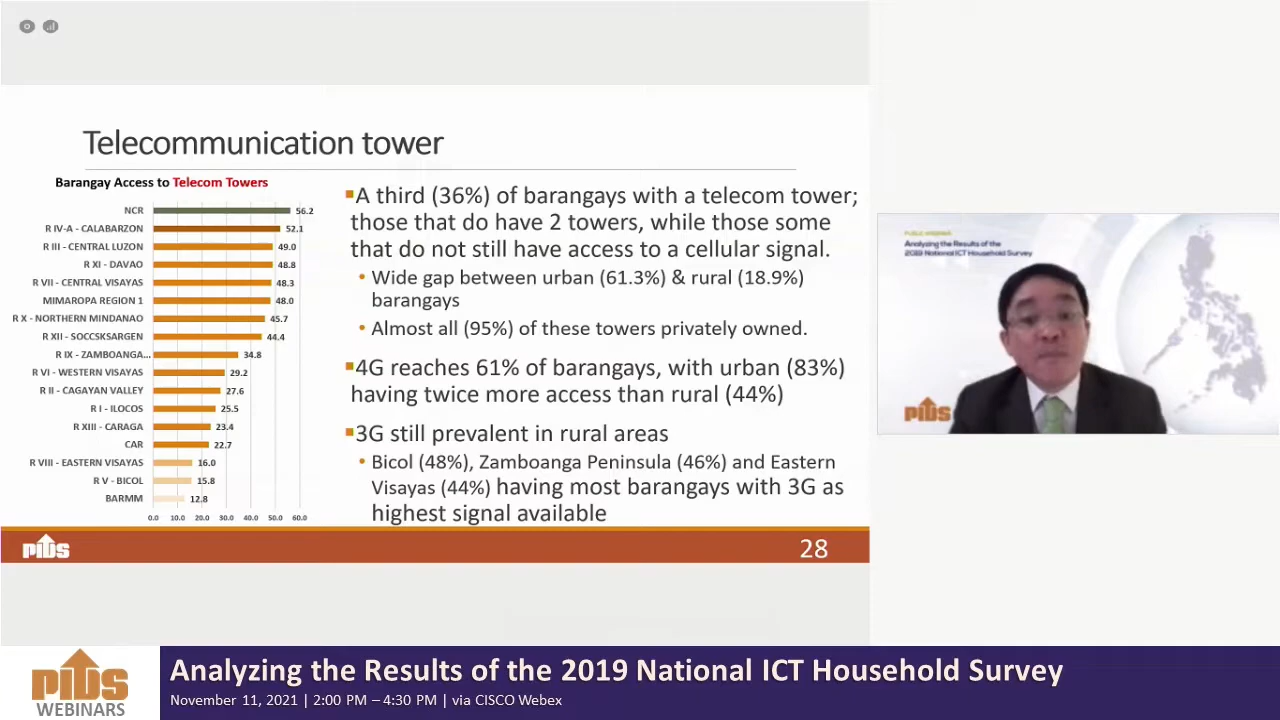 Telecommunication tower
Barangay Access to Telecom Towers
NCR 56.2
R IV-A - CALABARZON 52.1
R III - CENTRAL LUZON 49.0
R XI - DAVAO 48.8
R VII - CENTRAL VISAYAS 48.3
MIMAROPA REGION 1 48.0
R X - NORTHERN MINDANAO 45.7
R XII - SOCCSKSARGEN 44.4
R IX - ZAMBOANGA... 34.8
R VI - WESTERN VISAYAS 29.2
R II - CAGAYAN VALLEY 27.6
R I - ILOCOS 25.5
R XIII - CARAGA 23.4
CAR 22.7
R VIII - EASTERN VISAYAS 16.0
R V - BICOL 15.8
BARMM 12.8
0.0 10.0 20.0 30.0 40.0 50.0 60.0
▪A third (36%) of barangays with a telecom tower;
those that do have 2 towers, while those some
that do not still have access to a cellular signal.
• Wide gap between urban (61.3%) & rural (18.9%)
barangays
• Almost all (95%) of these towers privately owned.
▪4G reaches 61% of barangays, with urban (83%)
having twice more access than rural (44%)
▪3G still prevalent in rural areas
• Bicol (48%), Zamboanga Peninsula (46%) and Eastern
Visayas (44%) having most barangays with 3G as
highest signal available
PIDS
28
PUBLIC WEBINAR
Analyzing the Results of the
2019 National ICT Household Survey
PIDS
PIDS
WEBINARS
Analyzing the Results of the 2019 National ICT Household Survey
November 11, 2021 | 2:00 PM – 4:30 PM | via CISCO Webex